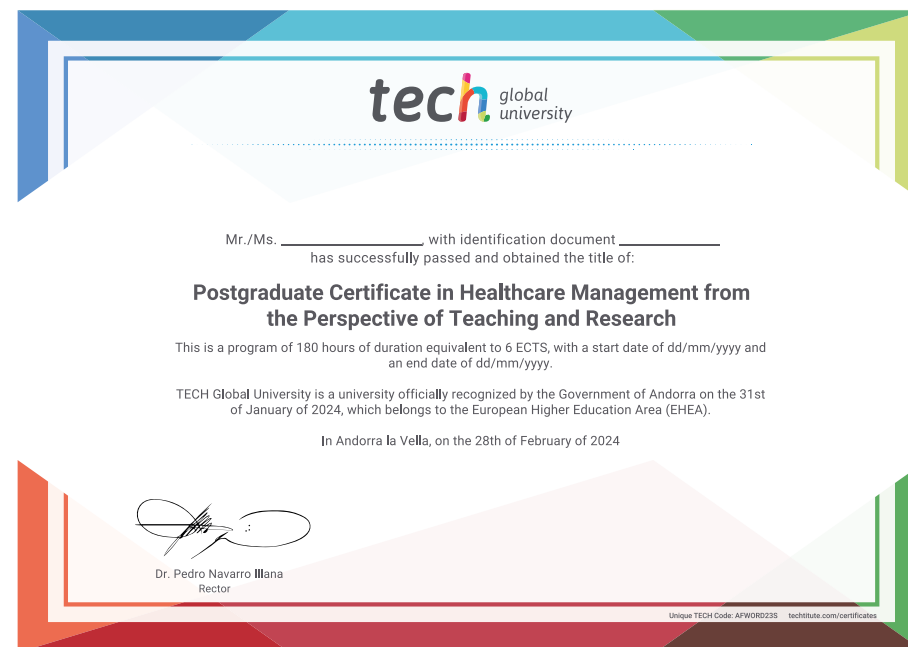 tech global university
Mr./Ms. ____________, with identification document ____________
has successfully passed and obtained the title of:
Postgraduate Certificate in Healthcare Management from
the Perspective of Teaching and Research
This is a program of 180 hours of duration equivalent to 6 ECTS, with a start date of dd/mm/yyyy and
an end date of dd/mm/yyyy.
TECH Global University is a university officially recognized by the Government of Andorra on the 31st
of January of 2024, which belongs to the European Higher Education Area (EHEA).
In Andorra la Vella, on the 28th of February of 2024
Dr. Pedro Navarro Illana
Rector
Unique TECH Code: AFWORD23S techtitute.com/certificates